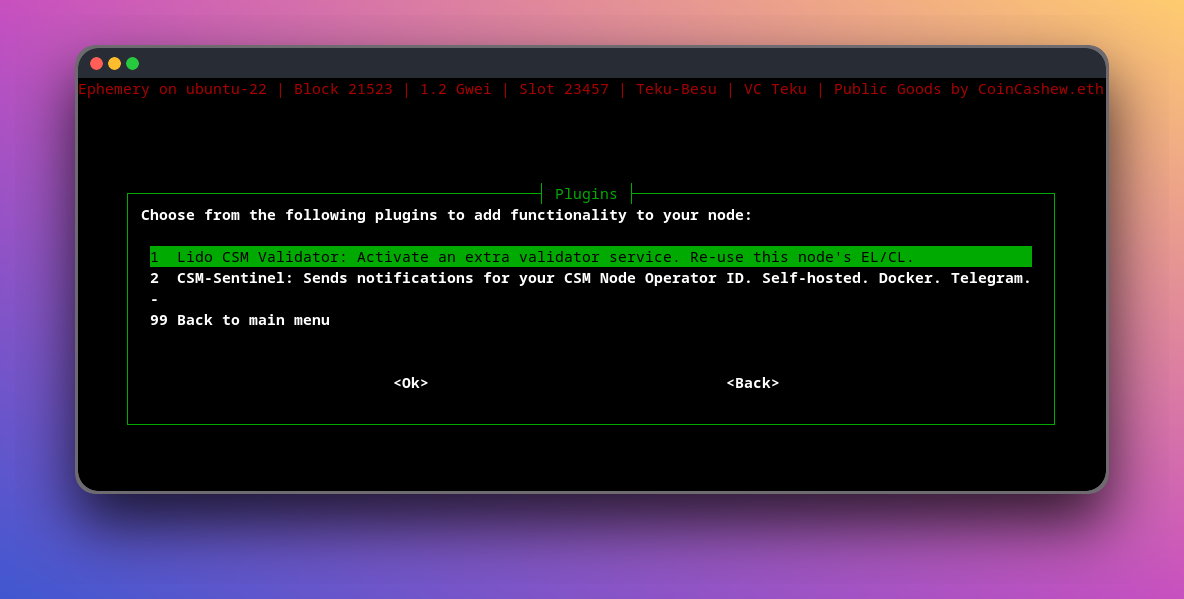 Ephemery on ubuntu-22 | Block 21523 | 1.2 Gwei | Slot 23457 | Teku-Besu | VC Teku | Public Goods by CoinCashew.eth
Plugins
Choose from the following plugins to add functionality to your node:
1  Lido CSM Validator: Activate an extra validator service. Re-use this node's EL/CL.
2  CSM-Sentinel: Sends notifications for your CSM Node Operator ID. Self-hosted. Docker. Telegram.
-
99 Back to main menu
<Ok> <Back>